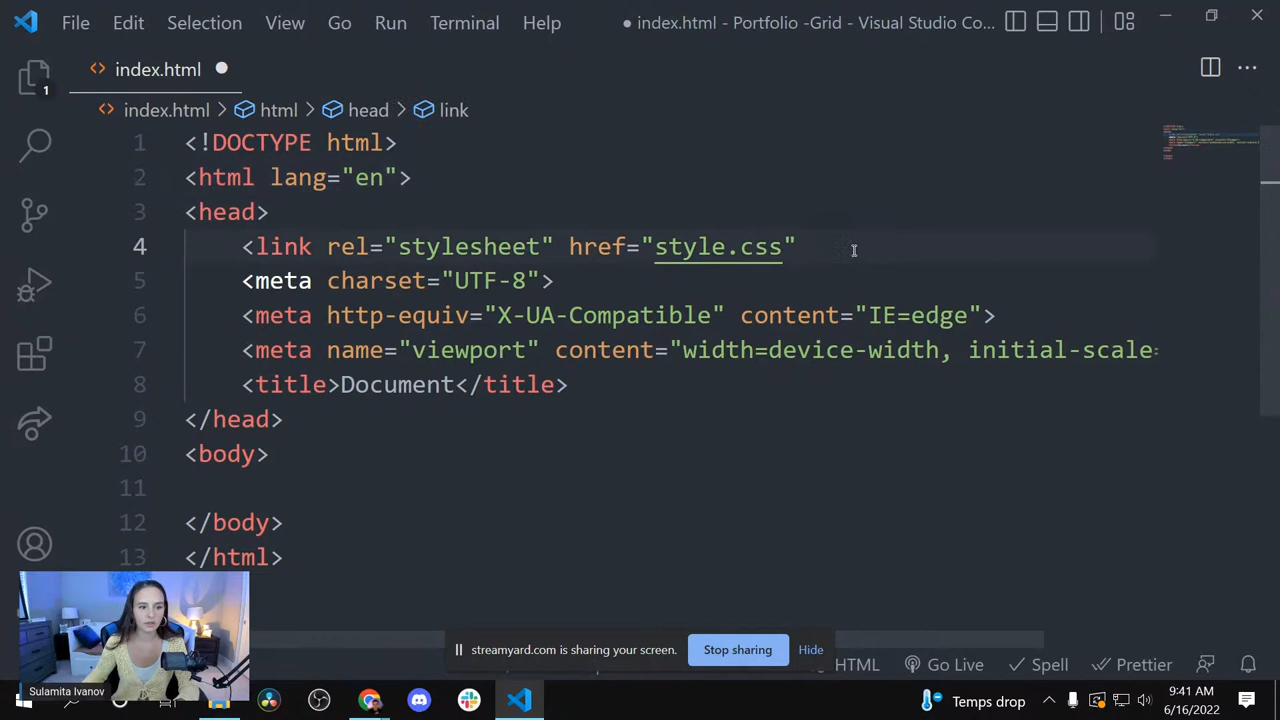 File Edit Selection View Go Run Terminal Help
● index.html - Portfolio -Grid - Visual Studio Co...
index.html
index.html > html > head > link
1 <!DOCTYPE html>
2 <html lang="en">
3 <head>
4 <link rel="stylesheet" href="style.css"
5 <meta charset="UTF-8">
6 <meta http-equiv="X-UA-Compatible" content="IE=edge">
7 <meta name="viewport" content="width=device-width, initial-scale=
8 <title>Document</title>
9 </head>
10 <body>
11
12 </body>
13 </html>
1
streamyard.com is sharing your screen. Stop sharing Hide
HTML Go Live Spell Prettier
Sulamita Ivanov
Temps drop
9:41 AM
6/16/2022